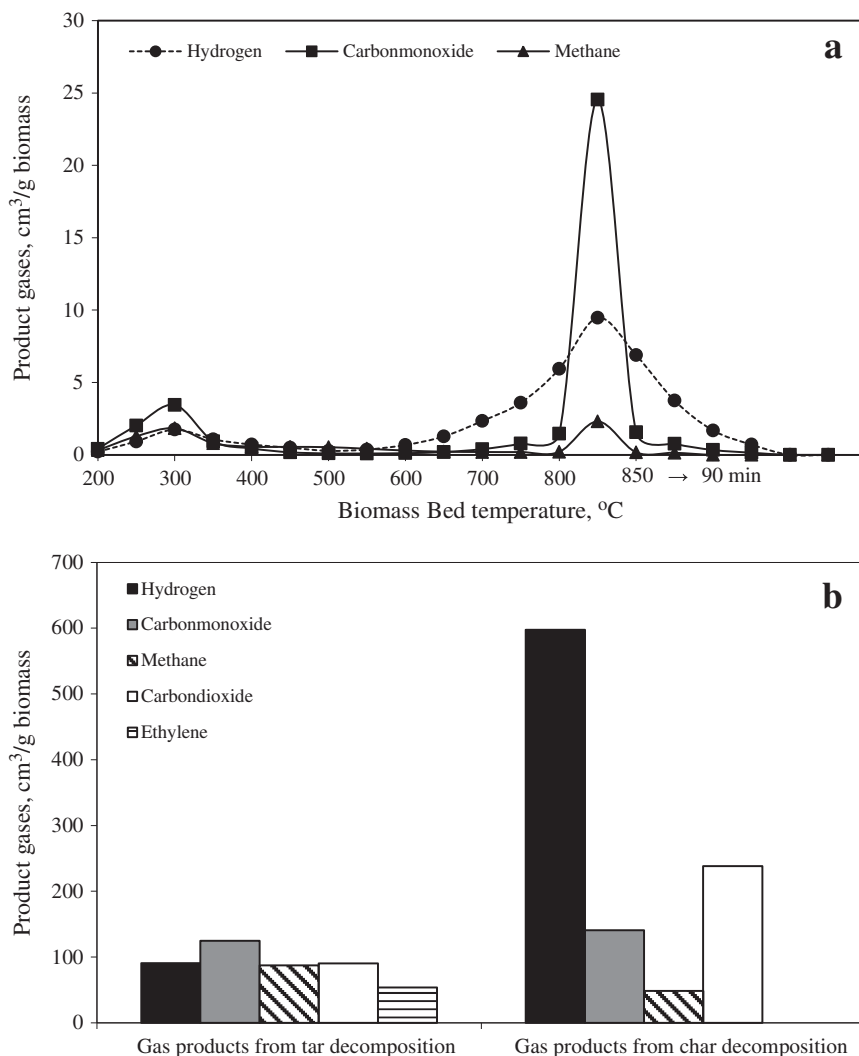 30
a
Hydrogen Carbonmonoxide Methane
25
20
15
10
5
0
Product gases, cm³/g biomass
200 300 400 500 600 700 800 850 → 90 min
Biomass Bed temperature, ⁰C
700
b
Hydrogen
Carbonmonoxide
Methane
Carbondioxide
Ethylene
600
500
400
300
200
100
0
Product gases, cm³/g biomass
Gas products from tar decomposition Gas products from char decomposition